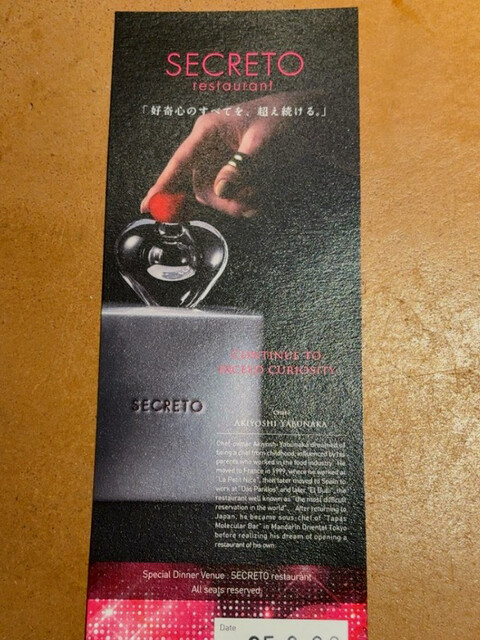 SECRETO
restaurant
「好奇心のすべてを、超え続ける。」
CONTINUE TO
EXCEED CURIOSITY
SECRETO
AKIYOSHI YABUNAKA
Chef owner Akiyoshi Yabunaka dreamed of
being a chef from childhood, influenced by his
parents who worked in the food industry. He
moved to France in 1999, where he worked at
"La Petit Nice", than later moved to Spain to
work at "Dos Panillos" and later "El Bulli", the
restaurant well known as "the most difficult
reservation in the world". After returning to
Japan, he became sous-chef of "Tapas
Molecular Bar" in Mandarin Oriental Tokyo
before realizing his dream of opening a
restaurant of his own.
Special Dinner Venue : SECRETO restaurant
All seats reserved.
Date